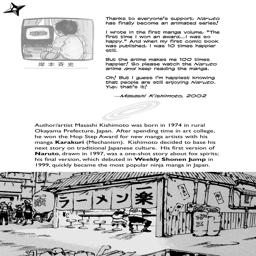 Thanks to everyone's support, Naruto
has finally become an animated series!
I wrote in the first manga volume, "The
first time I won an award...I was so
happy." And when my first comic book
was published, I was 10 times happier
still.
But the anime makes me 100 times
happier! So please watch the Naruto
anime and keep reading the manga.
Oh! But I guess I'm happiest knowing
that people are still enjoying Naruto.
Yup, that's it!
—Masashi Kishimoto, 2002
岸本斉史
Author/artist Masashi Kishimoto was born in 1974 in rural
Okayama Prefecture, Japan. After spending time in art college,
he won the Hop Step Award for new manga artists with his
manga Karakuri (Mechanism). Kishimoto decided to base his
next story on traditional Japanese culture. His first version of
Naruto, drawn in 1997, was a one-shot story about fox spirits;
his final version, which debuted in Weekly Shonen Jump in
1999, quickly became the most popular ninja manga in Japan.
ラーメン楽